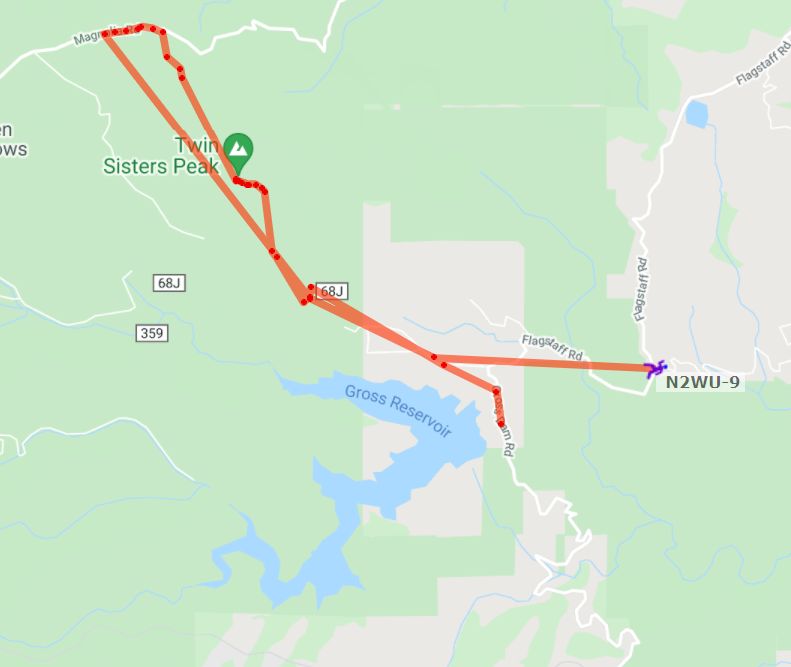 Magnolia Rd
Flagstaff Rd
en
ows
Twin
Sisters Peak
68J
68J
359
Flagstaff Rd
Flagstaff Rd
N2WU-9
Gross Reservoir
Gross Dam Rd